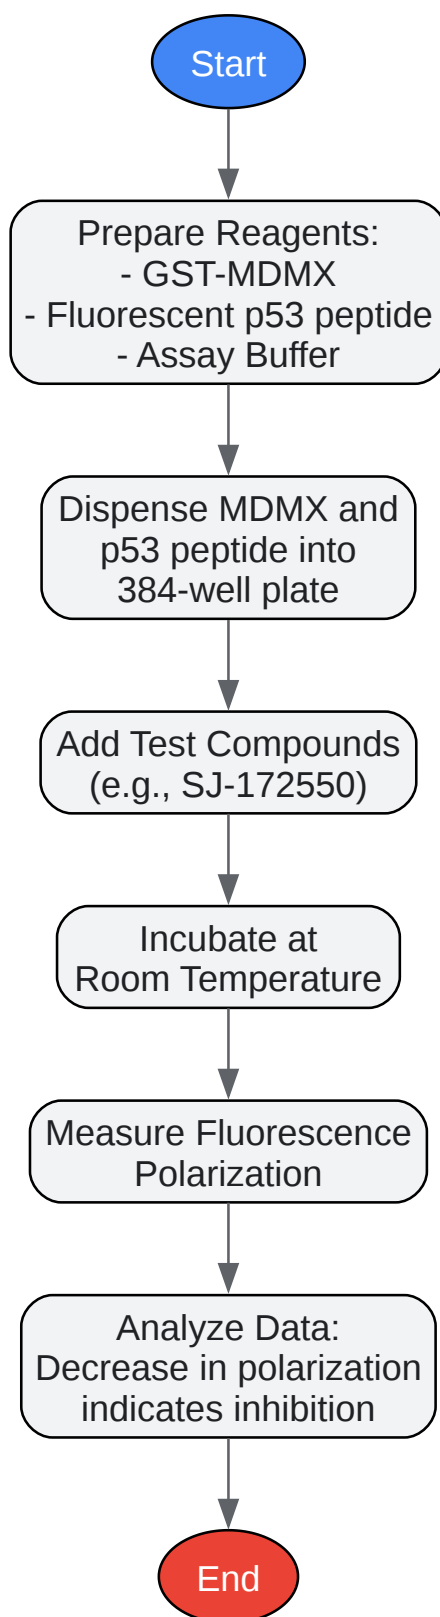 Start
Prepare Reagents:
- GST-MDMX
- Fluorescent p53 peptide
- Assay Buffer
Dispense MDMX and
p53 peptide into
384-well plate
Add Test Compounds
(e.g., SJ-172550)
Incubate at
Room Temperature
Measure Fluorescence
Polarization
Analyze Data:
Decrease in polarization
indicates inhibition
End